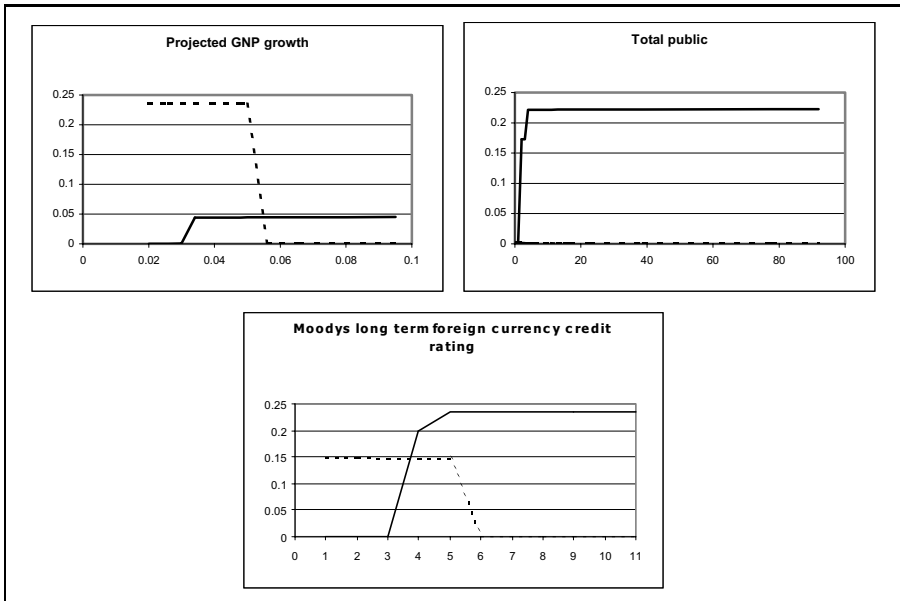 Projected GNP growth
0.25
0.2
0.15
0.1
0.05
0
0 0.02 0.04 0.06 0.08 0.1
Total public
0.25
0.2
0.15
0.1
0.05
0
0 20 40 60 80 100
Moodys long term foreign currency credit
rating
0.25
0.2
0.15
0.1
0.05
0
0 1 2 3 4 5 6 7 8 9 10 11